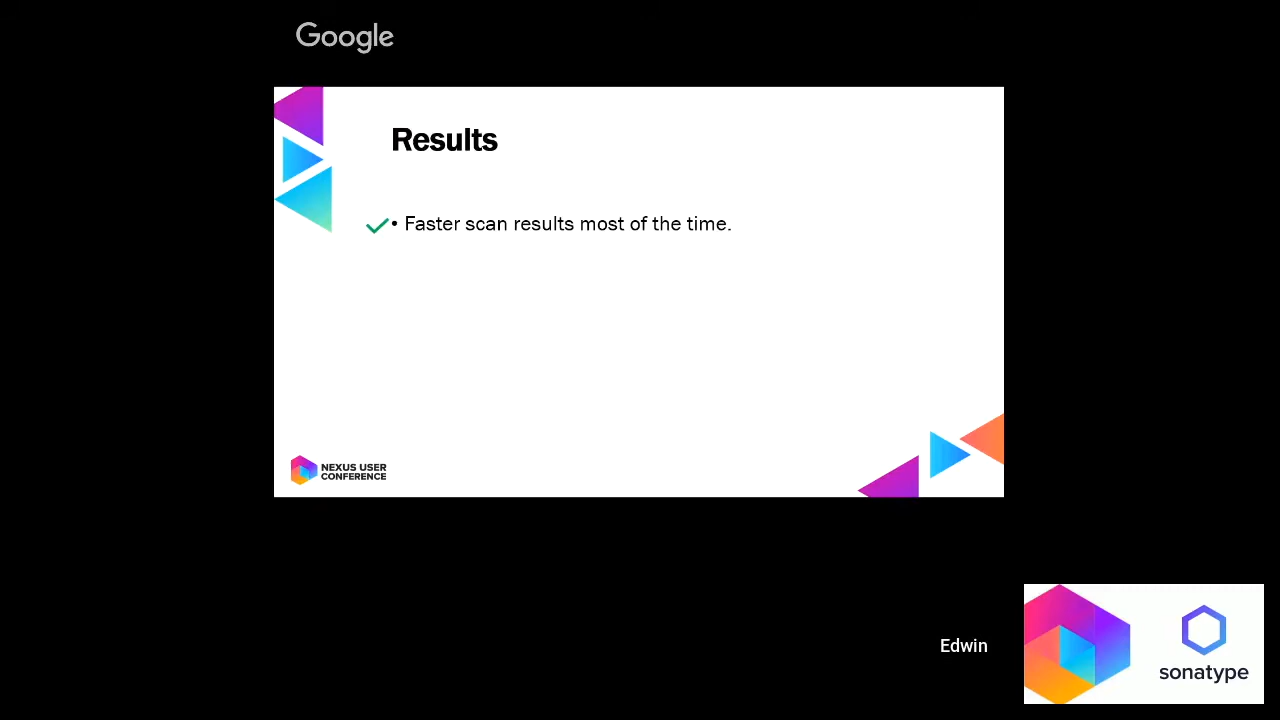 Google
Results
• Faster scan results most of the time.
NEXUS USER
CONFERENCE
Edwin
sonatype